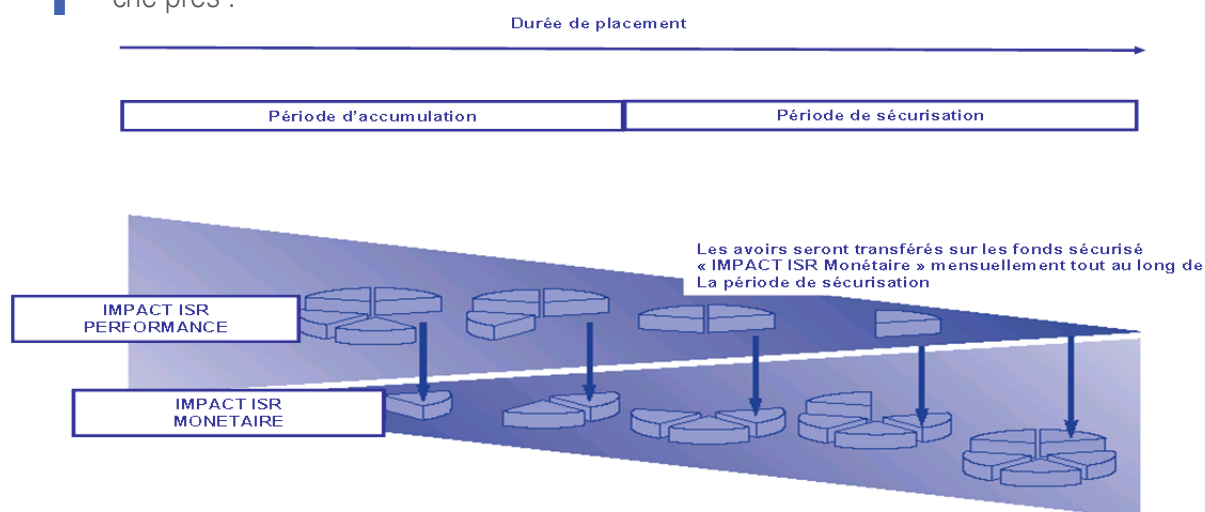 Durée de placement
Période d'accumulation
Période de sécurisation
Les avoirs seront transférés sur les fonds sécurisé
« IMPACT ISR Monétaire » mensuellement tout au long de
La période de sécurisation
IMPACT ISR
PERFORMANCE
IMPACT ISR
MONETAIRE